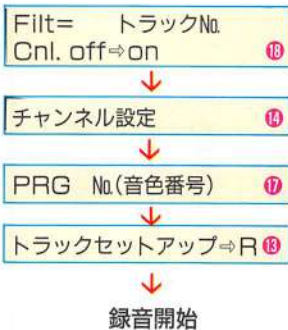 Filt= トラック№
Cnl. off⇨on ⑱
↓
チャンネル設定 ⑭
↓
PRG №(音色番号) ⑰
↓
トラックセットアップ⇨R ⑬
↓
録音開始